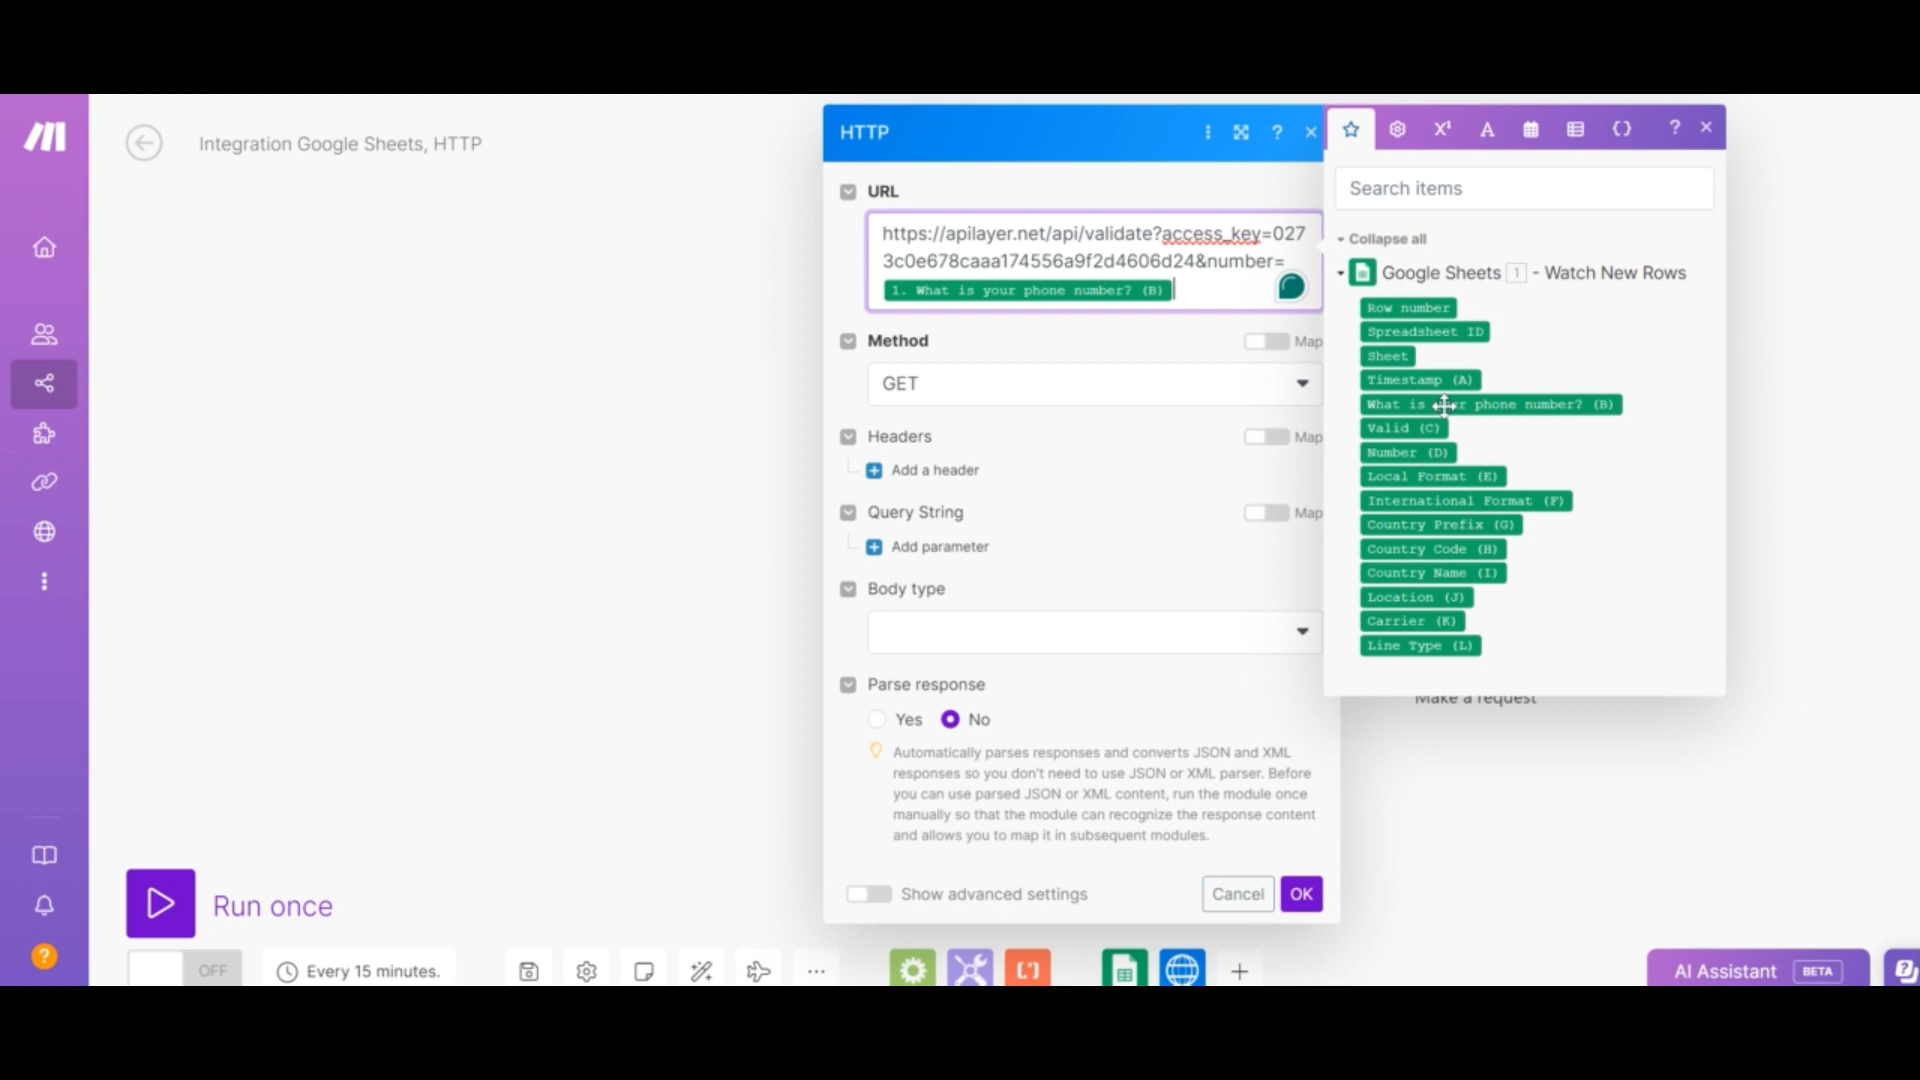 Integration Google Sheets, HTTP
HTTP
URL
https://apilayer.net/api/validate?access_key=027
3c0e678caaa174556a9f2d4606d24&number=
1. What is your phone number? (B)
Method
Map
GET
Headers
Map
Add a header
Query String
Map
Add parameter
Body type
Parse response
Yes
No
Automatically parses responses and converts JSON and XML
responses so you don't need to use JSON or XML parser. Before
you can use parsed JSON or XML content, run the module once
manually so that the module can recognize the response content
and allows you to map it in subsequent modules.
Show advanced settings
Cancel
OK
X¹
A
?
Search items
Collapse all
Google Sheets 1 - Watch New Rows
Row number
Spreadsheet ID
Sheet
Timestamp (A)
What is your phone number? (B)
Valid (C)
Number (D)
Local Format (E)
International Format (F)
Country Prefix (G)
Country Code (H)
Country Name (I)
Location (J)
Carrier (K)
Line Type (L)
Make a request
Run once
OFF
Every 15 minutes.
AI Assistant
BETA